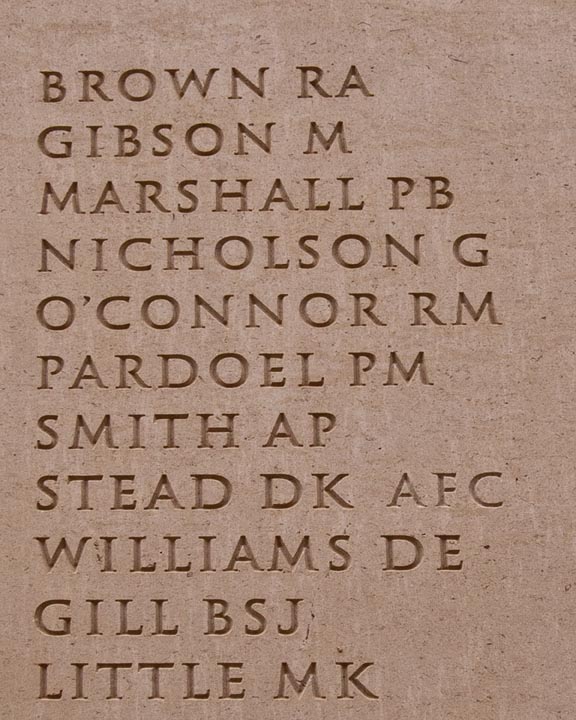 BROWN RA
GIBSON M
MARSHALL PB
NICHOLSON G
O'CONNOR RM
PARDOEL PM
SMITH AP
STEAD DK AFC
WILLIAMS DE
GILL BSJ
LITTLE MK